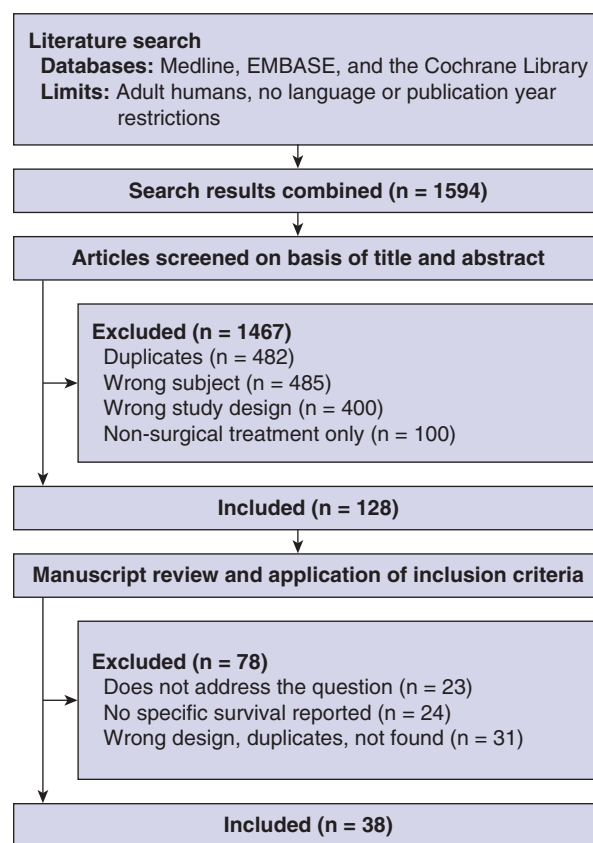 Literature search
Databases: Medline, EMBASE, and the Cochrane Library
Limits: Adult humans, no language or publication year
restrictions
Search results combined (n = 1594)
Articles screened on basis of title and abstract
Excluded (n = 1467)
Duplicates (n = 482)
Wrong subject (n = 485)
Wrong study design (n = 400)
Non-surgical treatment only (n = 100)
Included (n = 128)
Manuscript review and application of inclusion criteria
Excluded (n = 78)
Does not address the question (n = 23)
No specific survival reported (n = 24)
Wrong design, duplicates, not found (n = 31)
Included (n = 38)